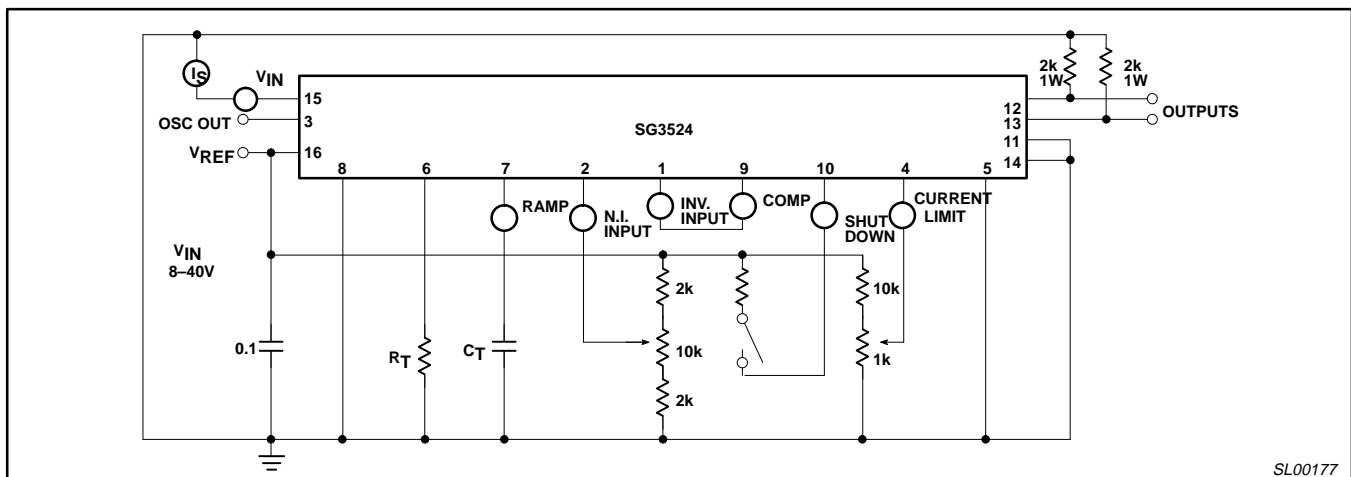 IS
VIN
2k
1W
2k
1W
15
12
OSC OUT
3
SG3524
13
OUTPUTS
VREF
16
11
14
8
6
7
2
1
9
10
4
5
RAMP
N.I.
INPUT
INV.
INPUT
COMP
SHUT
DOWN
CURRENT
LIMIT
VIN
8–40V
2k
10k
0.1
RT
CT
10k
1k
2k
SL00177